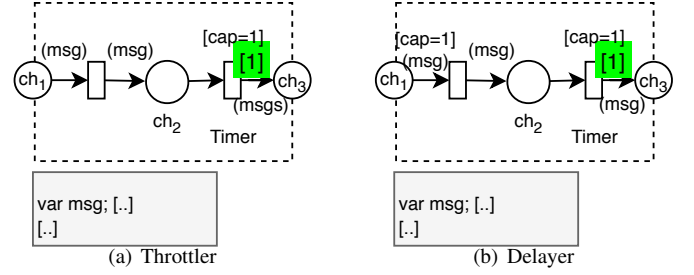 [cap=1]
(msg) (msg) [1]
ch1 ch2 ch3
(msgs)
Timer
var msg; [..]
[..]
(a) Throttler
[cap=1] [cap=1]
(msg) (msg) [1]
ch1 ch2 ch3
(msg)
Timer
var msg; [..]
[..]
(b) Delayer